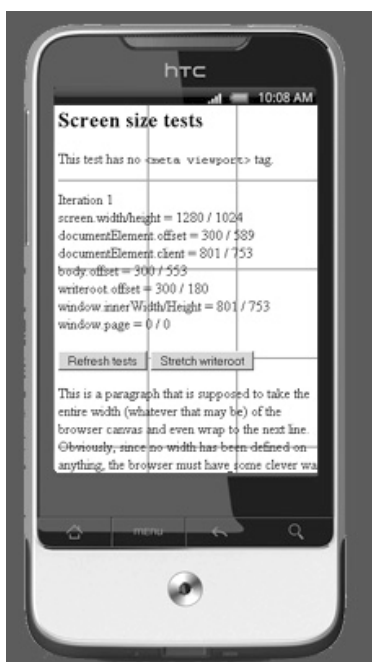 hTC
10:08 AM
Screen size tests
This test has no <meta viewport> tag.
Iteration 1
screen.width/height = 1280 / 1024
documentElement.offset = 300 / 589
documentElement.client = 801 / 753
body.offset = 300 / 553
writeroot.offset = 300 / 180
window.innerWidth/Height = 801 / 753
window.page = 0 / 0
Refresh tests Stretch writeroot
This is a paragraph that is supposed to take the
entire width (whatever that may be) of the
browser canvas and even wrap to the next line.
Obviously, since no width has been defined on
anything, the browser must have some clever wa
menu